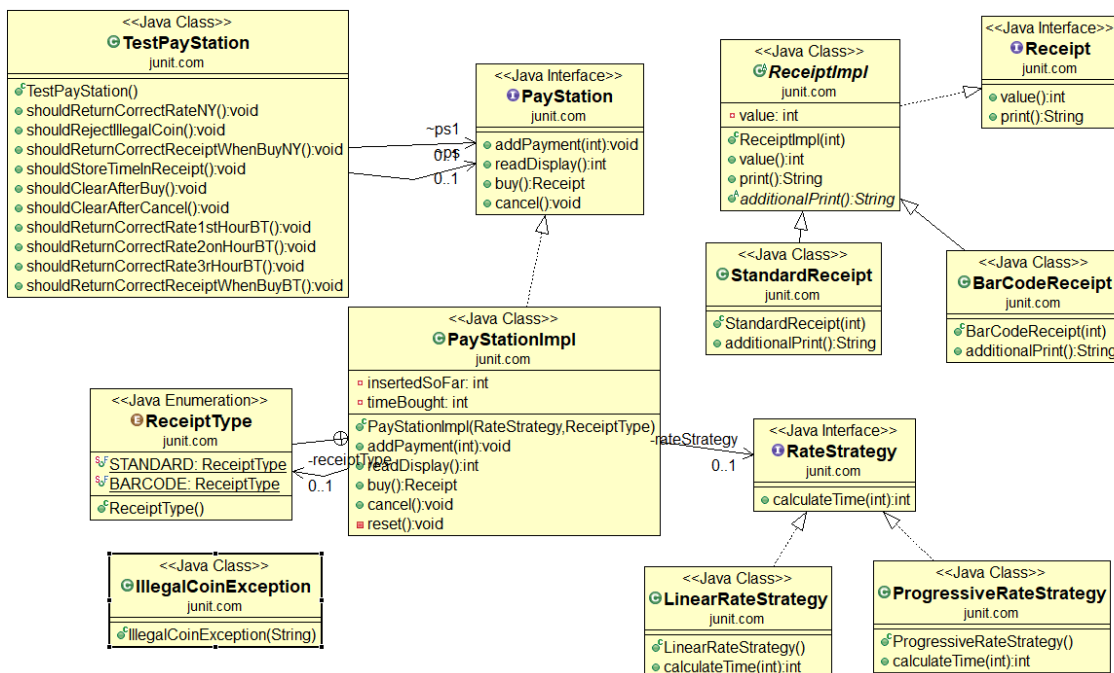 <<Java Class>>
TestPayStation
junit.com
TestPayStation()
shouldReturnCorrectRateNY():void
shouldRejectIllegalCoin():void
shouldReturnCorrectReceiptWhenBuyNY():void
shouldStoreTimeInReceipt():void
shouldClearAfterBuy():void
shouldClearAfterCancel():void
shouldReturnCorrectRate1stHourBT():void
shouldReturnCorrectRate2onHourBT():void
shouldReturnCorrectRate3rHourBT():void
shouldReturnCorrectReceiptWhenBuyBT():void
~ps1
0..1
~ps
0..1
<<Java Interface>>
PayStation
junit.com
addPayment(int):void
readDisplay():int
buy():Receipt
cancel():void
<<Java Class>>
ReceiptImpl
junit.com
value: int
ReceiptImpl(int)
value():int
print():String
additionalPrint():String
<<Java Interface>>
Receipt
junit.com
value():int
print():String
<<Java Class>>
StandardReceipt
junit.com
StandardReceipt(int)
additionalPrint():String
<<Java Class>>
BarCodeReceipt
junit.com
BarCodeReceipt(int)
additionalPrint():String
<<Java Class>>
PayStationImpl
junit.com
insertedSoFar: int
timeBought: int
PayStationImpl(RateStrategy,ReceiptType)
addPayment(int):void
readDisplay():int
buy():Receipt
cancel():void
reset():void
<<Java Enumeration>>
ReceiptType
junit.com
STANDARD: ReceiptType
BARCODE: ReceiptType
ReceiptType()
-receiptType
0..1
-rateStrategy
0..1
<<Java Interface>>
RateStrategy
junit.com
calculateTime(int):int
<<Java Class>>
IllegalCoinException
junit.com
IllegalCoinException(String)
<<Java Class>>
LinearRateStrategy
junit.com
LinearRateStrategy()
calculateTime(int):int
<<Java Class>>
ProgressiveRateStrategy
junit.com
ProgressiveRateStrategy()
calculateTime(int):int